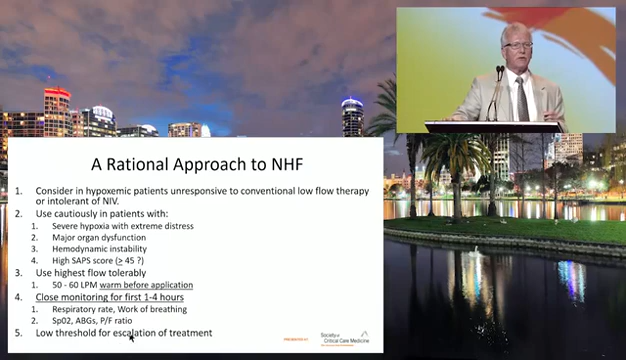 A Rational Approach to NHF
1. Consider in hypoxemic patients unresponsive to conventional low flow therapy
or intolerant of NIV.
2. Use cautiously in patients with:
1. Severe hypoxia with extreme distress
2. Major organ dysfunction
3. Hemodynamic instability
4. High SAPS score (≥ 45 ?)
3. Use highest flow tolerably
1. 50 - 60 LPM warm before application
4. Close monitoring for first 1-4 hours
1. Respiratory rate, Work of breathing
2. Sp02, ABGs, P/F ratio
5. Low threshold for escalation of treatment
PRESENTED AT
Society of
Critical Care Medicine